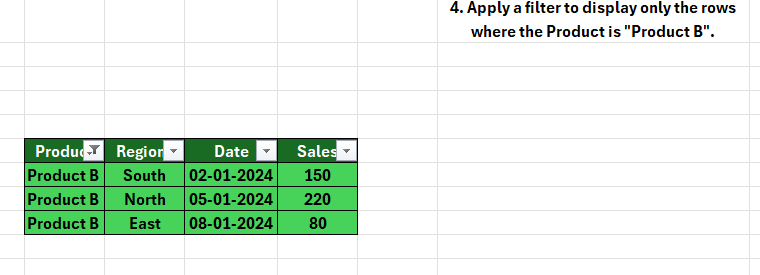 4. Apply a filter to display only the rows
where the Product is "Product B".
Produc Region Date Sales
Product B South 02-01-2024 150
Product B North 05-01-2024 220
Product B East 08-01-2024 80